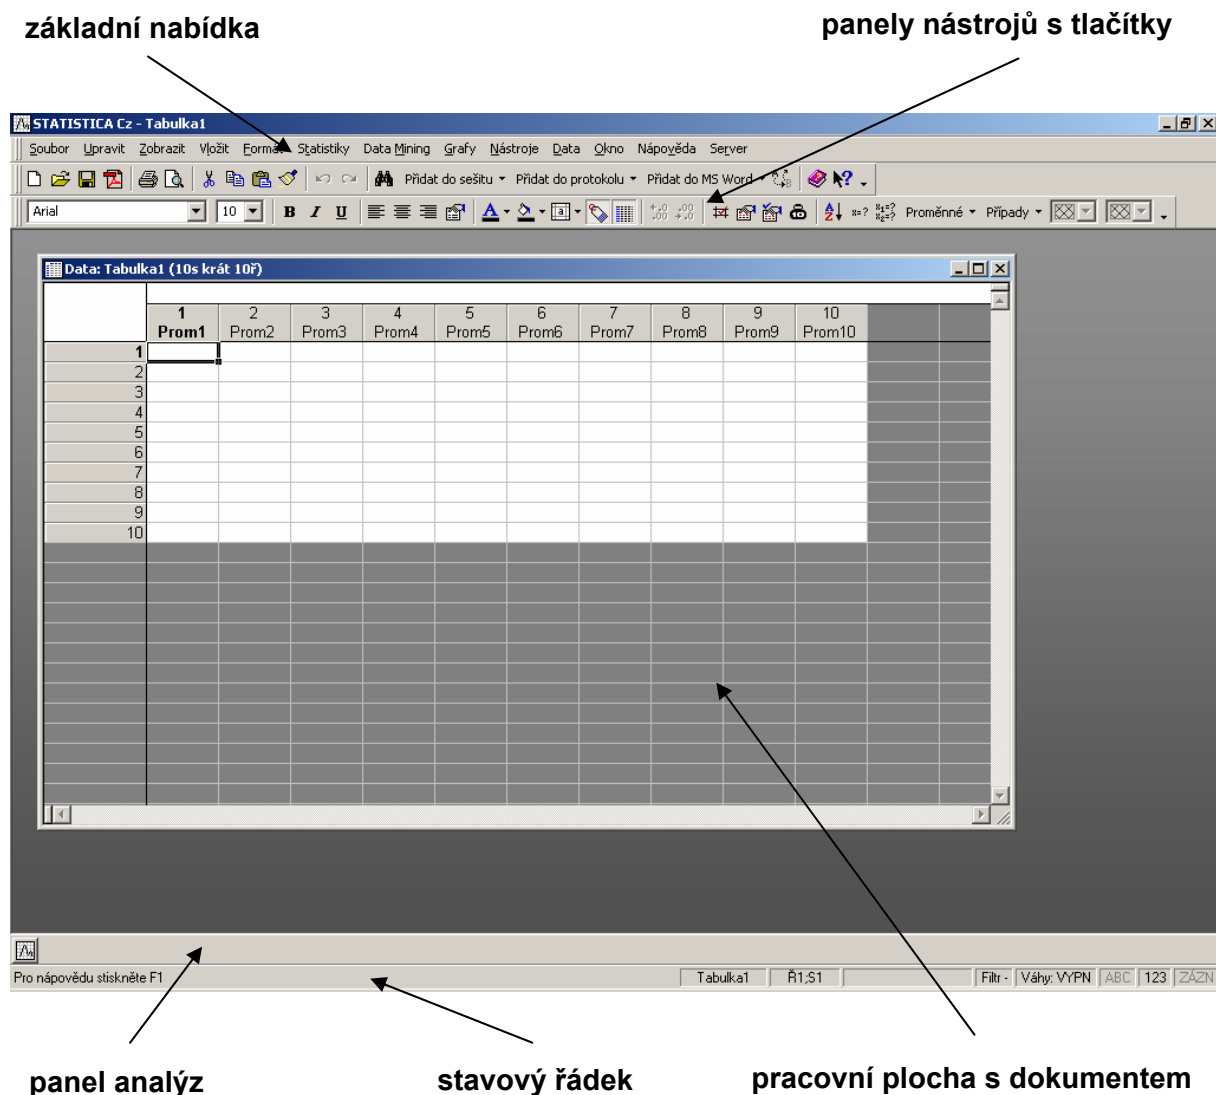 základní nabídka
panely nástrojů s tlačítky
STATISTICA Cz - Tabulka1
Soubor Upravit Zobrazit Vložit Formát Statistiky Data Mining Grafy Nástroje Data Okno Nápověda Server
Přidat do sešitu Přidat do protokolu Přidat do MS Word
Arial 10 B I U Proměnné Případy
Data: Tabulka1 (10s krát 10ř)
1 2 3 4 5 6 7 8 9 10
Prom1 Prom2 Prom3 Prom4 Prom5 Prom6 Prom7 Prom8 Prom9 Prom10
1
2
3
4
5
6
7
8
9
10
Pro nápovědu stiskněte F1 Tabulka1 Ř1;S1 Filtr - Váhy: VYPN ABC 123 ZÁZN
panel analýz
stavový řádek
pracovní plocha s dokumentem